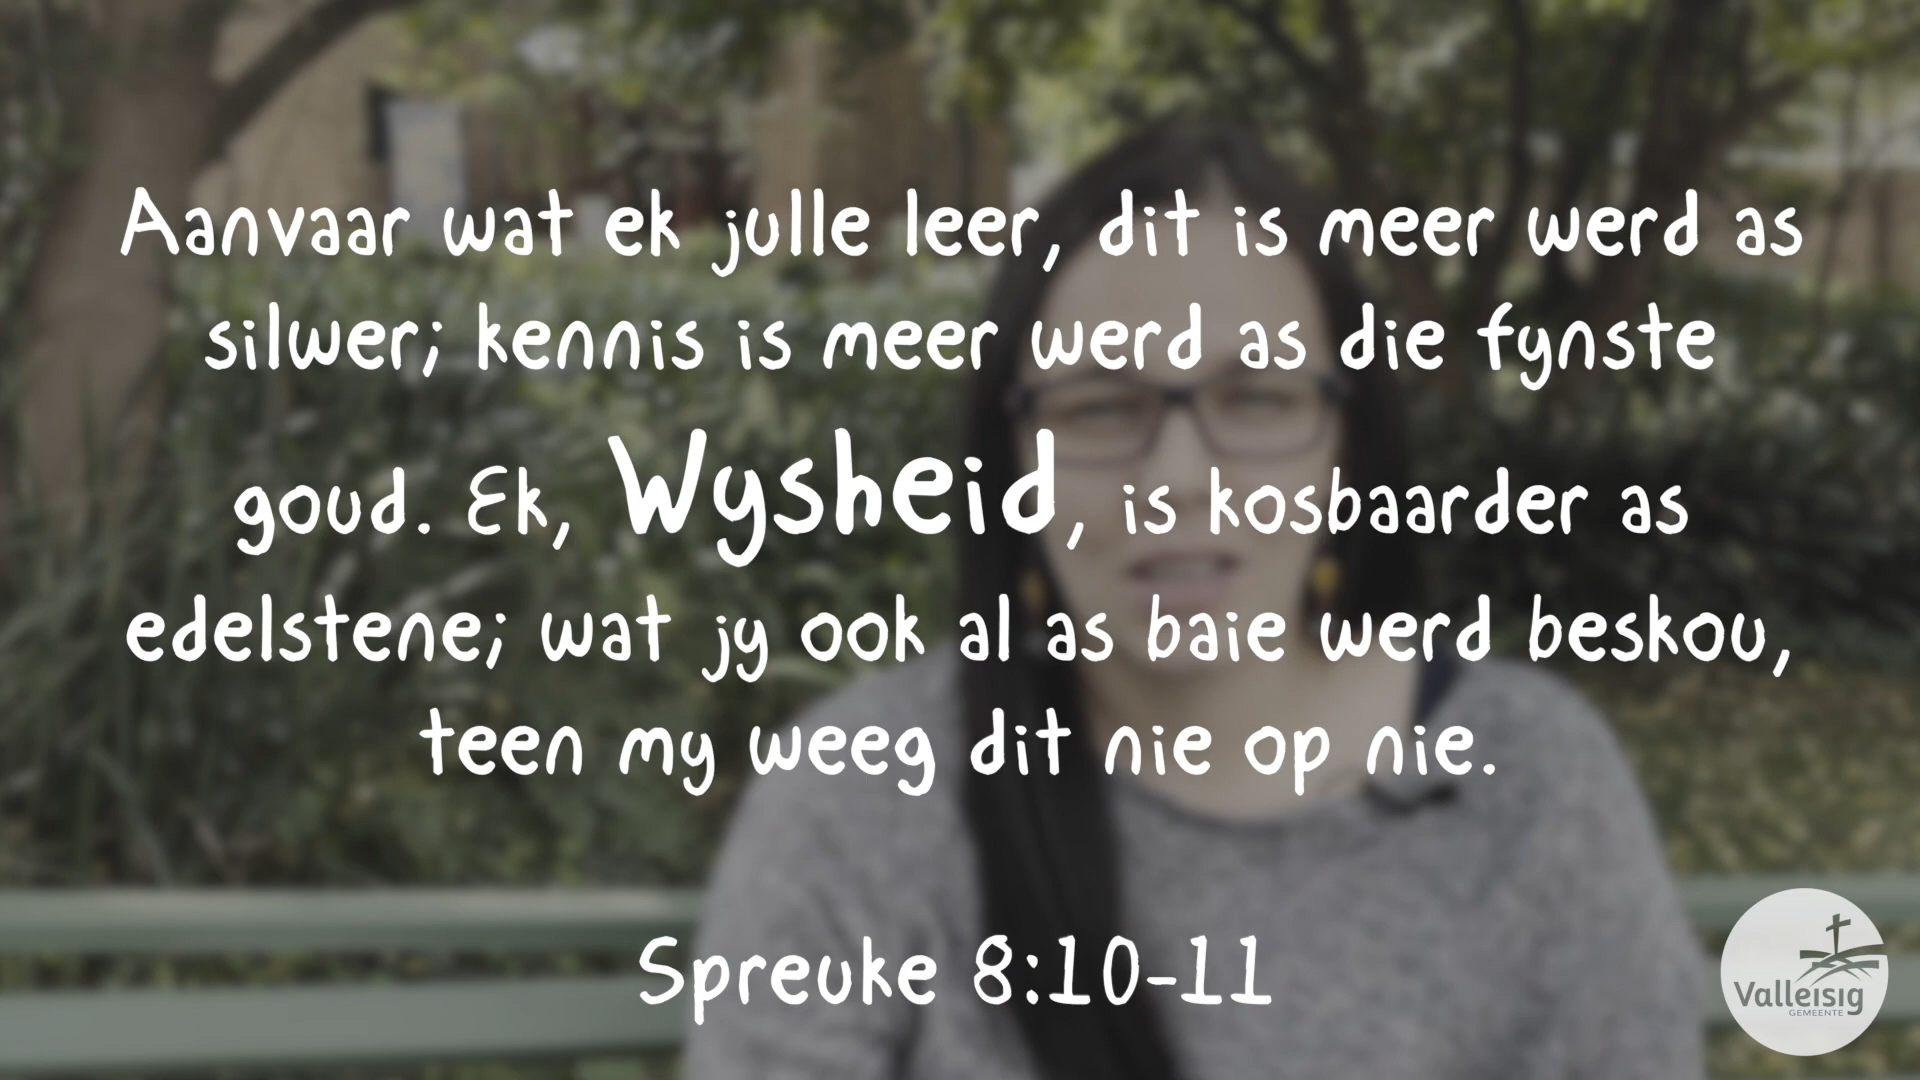 Aanvaar wat ek julle leer, dit is meer werd as
silwer; kennis is meer werd as die fynste
goud. Ek, Wysheid, is kosbaarder as
edelstene; wat jy ook al as baie werd beskou,
teen my weeg dit nie op nie.
Spreuke 8:10-11
Valleisig
GEMEENTE